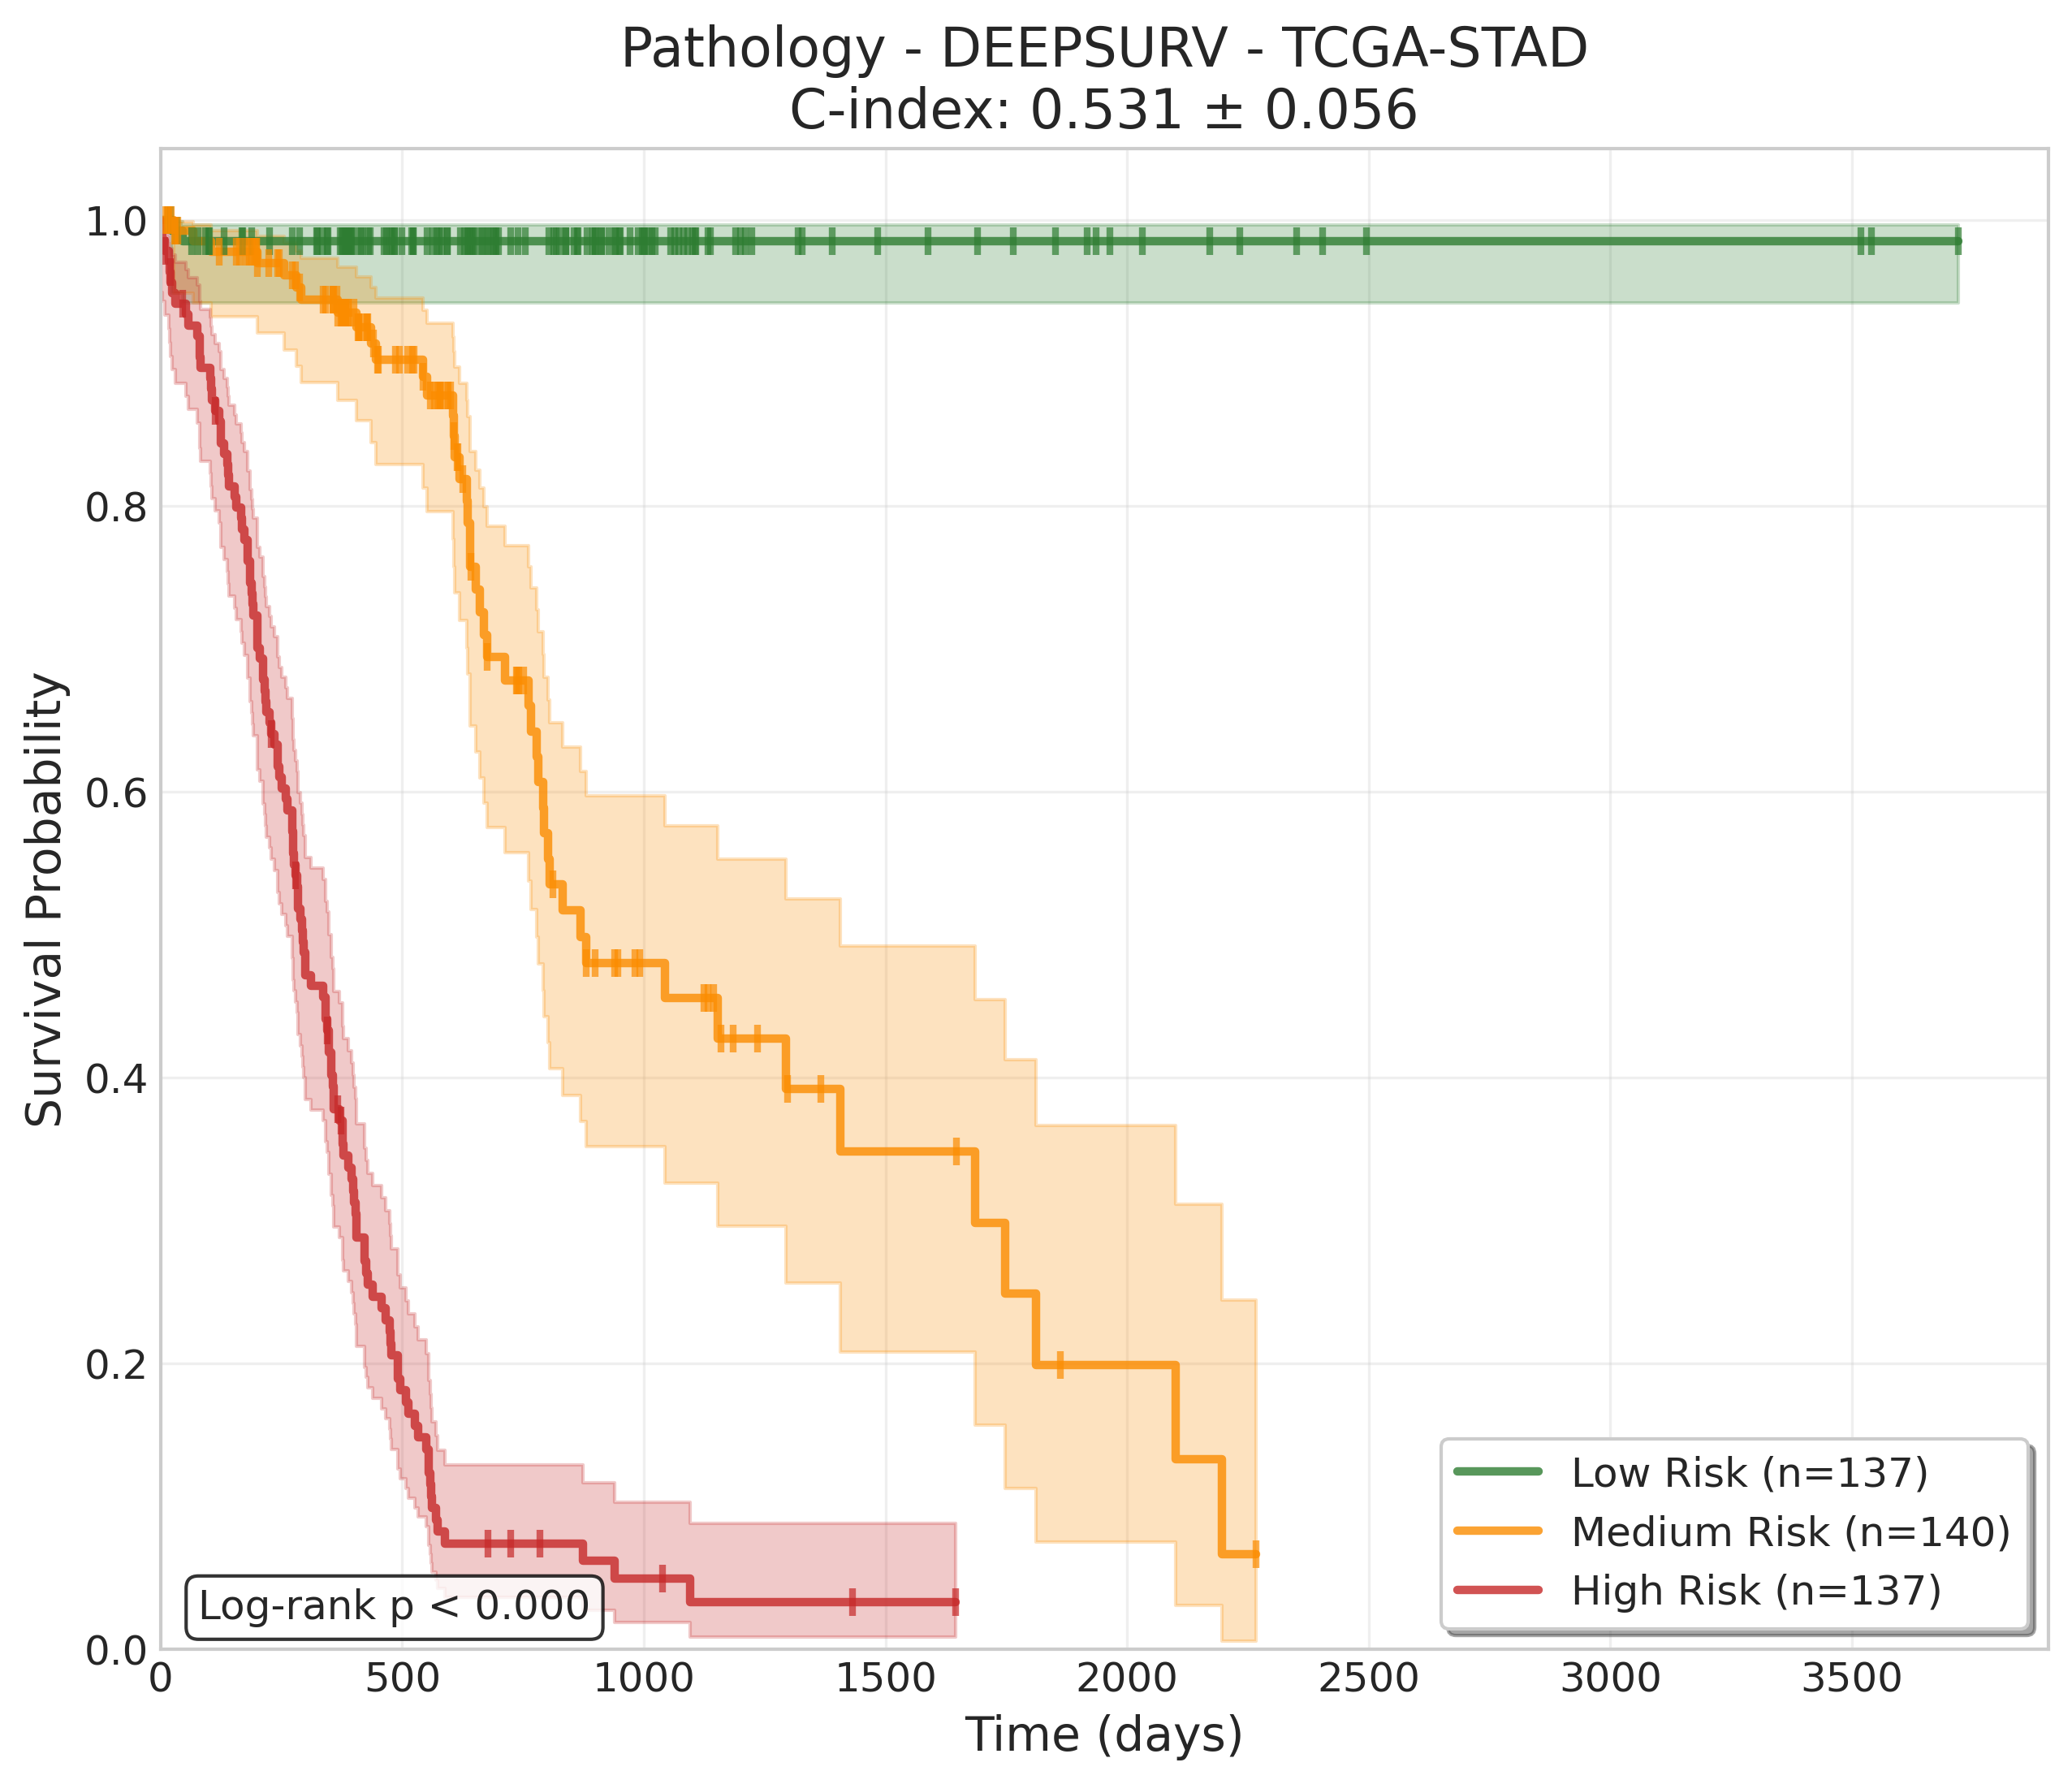 Pathology - DEEPSURV - TCGA-STAD
C-index: 0.531 ± 0.056
Survival Probability
1.0
0.8
0.6
0.4
0.2
0.0
Log-rank p < 0.000
Low Risk (n=137)
Medium Risk (n=140)
High Risk (n=137)
0 500 1000 1500 2000 2500 3000 3500
Time (days)